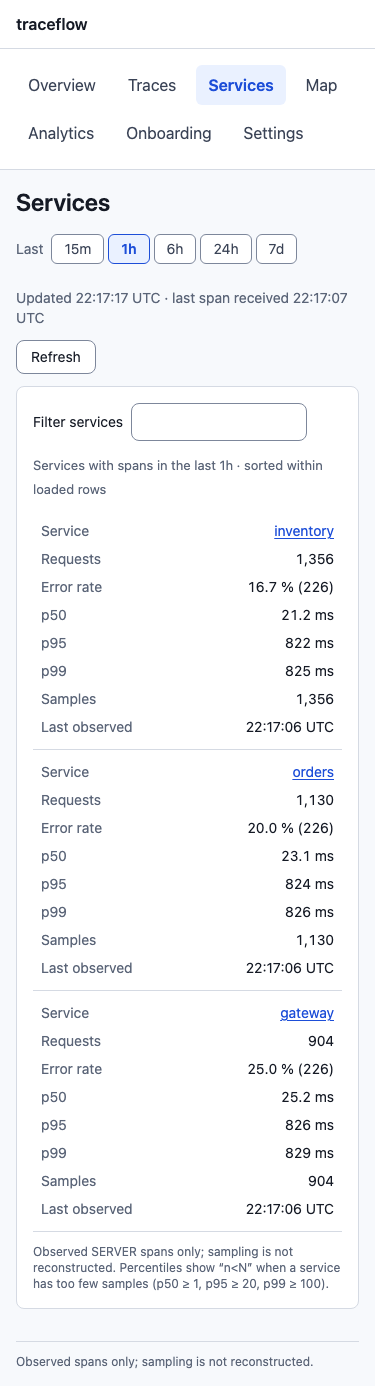 traceflow
Overview Traces Services Map
Analytics Onboarding Settings
Services
Last 15m 1h 6h 24h 7d
Updated 22:17:17 UTC · last span received 22:17:07
UTC
Refresh
Filter services
Services with spans in the last 1h · sorted within
loaded rows
Service inventory
Requests 1,356
Error rate 16.7 % (226)
p50 21.2 ms
p95 822 ms
p99 825 ms
Samples 1,356
Last observed 22:17:06 UTC
Service orders
Requests 1,130
Error rate 20.0 % (226)
p50 23.1 ms
p95 824 ms
p99 826 ms
Samples 1,130
Last observed 22:17:06 UTC
Service gateway
Requests 904
Error rate 25.0 % (226)
p50 25.2 ms
p95 826 ms
p99 829 ms
Samples 904
Last observed 22:17:06 UTC
Observed SERVER spans only; sampling is not
reconstructed. Percentiles show “n<N” when a service
has too few samples (p50 ≥ 1, p95 ≥ 20, p99 ≥ 100).
Observed spans only; sampling is not reconstructed.